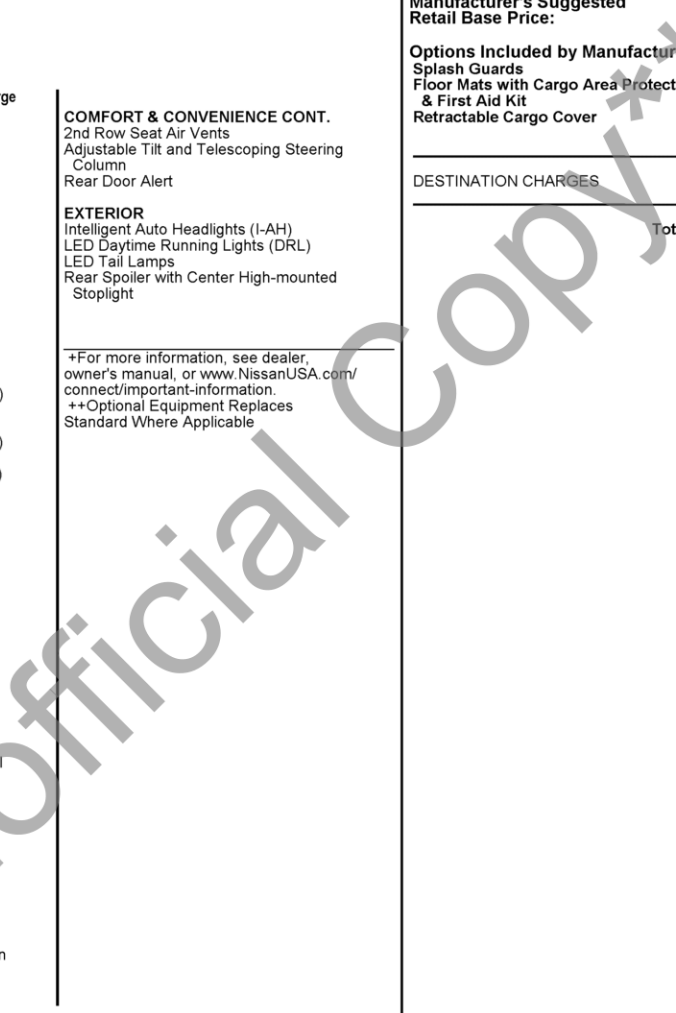 rge
)
)
)
l
n
COMFORT & CONVENIENCE CONT.
2nd Row Seat Air Vents
Adjustable Tilt and Telescoping Steering
Column
Rear Door Alert
EXTERIOR
Intelligent Auto Headlights (I-AH)
LED Daytime Running Lights (DRL)
LED Tail Lamps
Rear Spoiler with Center High-mounted
Stoplight
+For more information, see dealer,
owner's manual, or www.NissanUSA.com/
connect/important-information.
++Optional Equipment Replaces
Standard Where Applicable
Manufacturer's Suggested
Retail Base Price:
Options Included by Manufactur
Splash Guards
Floor Mats with Cargo Area Protect
& First Aid Kit
Retractable Cargo Cover
DESTINATION CHARGES
Tot
official Copy**